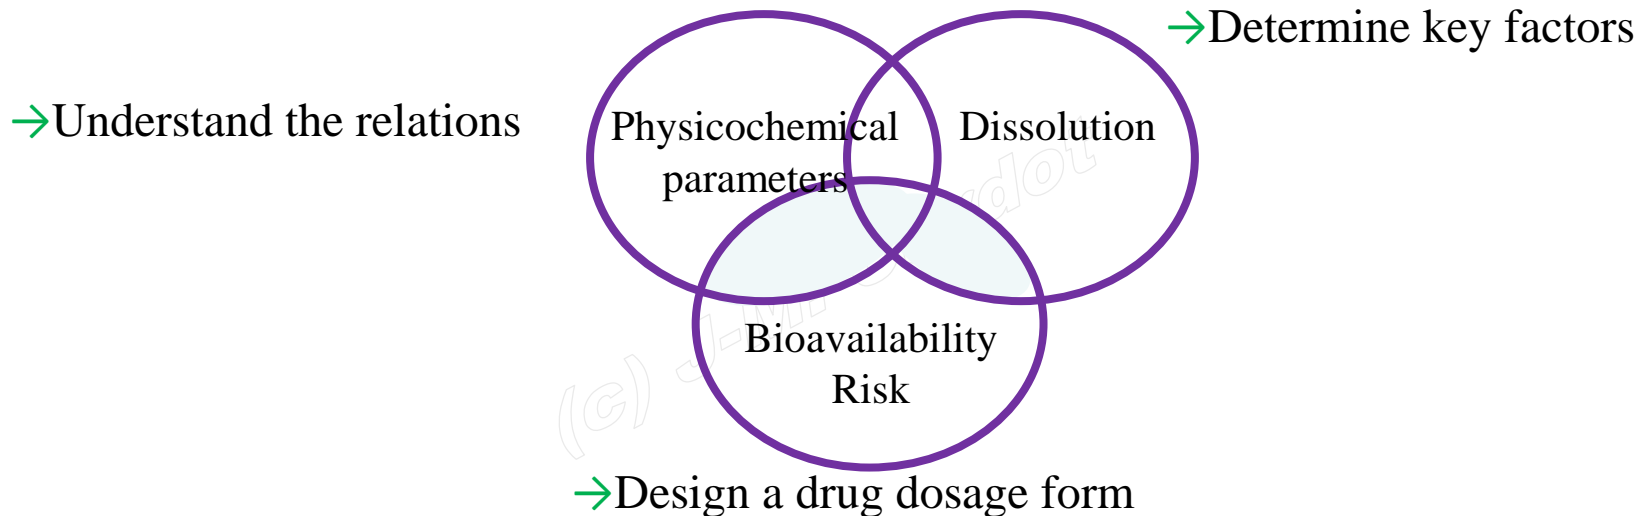 →Determine key factors
→Understand the relations
Physicochemical
parameters
Dissolution
Bioavailability
Risk
→Design a drug dosage form
(c) J-M.